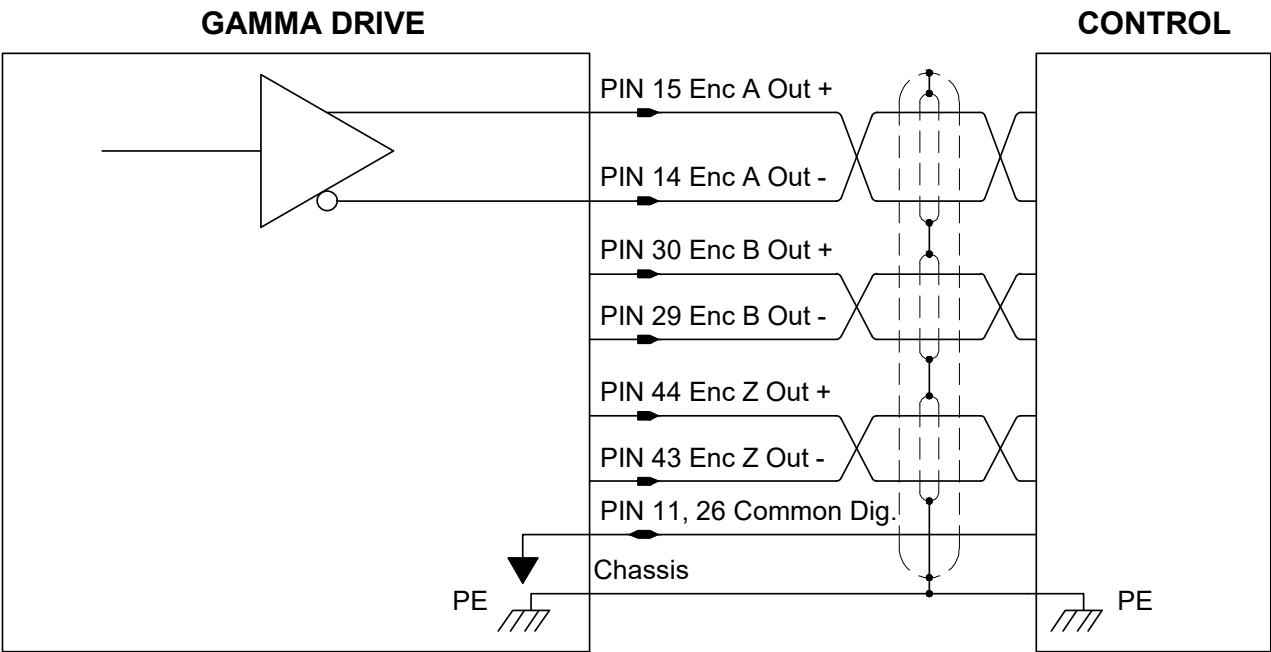 GAMMA DRIVE
CONTROL
PIN 15 Enc A Out +
PIN 14 Enc A Out -
PIN 30 Enc B Out +
PIN 29 Enc B Out -
PIN 44 Enc Z Out +
PIN 43 Enc Z Out -
PIN 11, 26 Common Dig.
Chassis
PE
PE